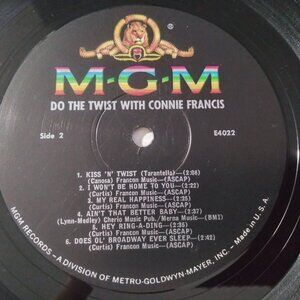 M-G-M
DO THE TWIST WITH CONNIE FRANCIS
Side 2 E4022
1. KISS 'N' TWIST (Tarantella)—(2:08)
(Canosa) Francon Music—(ASCAP)
2. I WON'T BE HOME TO YOU—(2:22)
(Curtis) Francon Music—(ASCAP)
3. MY REAL HAPPINESS—(2:35)
(Curtis) Francon Music—(ASCAP)
4. AIN'T THAT BETTER BABY—(2:37)
(Lynn-Medley) Cherio Music Pub./Merna Music—(BMI)
5. HEY RING-A-DING—(2:09)
(Curtis) Francon Music—(ASCAP)
6. DOES OL' BROADWAY EVER SLEEP—(2:42)
(Curtis) Francon Music—(ASCAP)
MGM RECORDS—A DIVISION OF METRO-GOLDWYN-MAYER, INC.—Made in U.S.A.